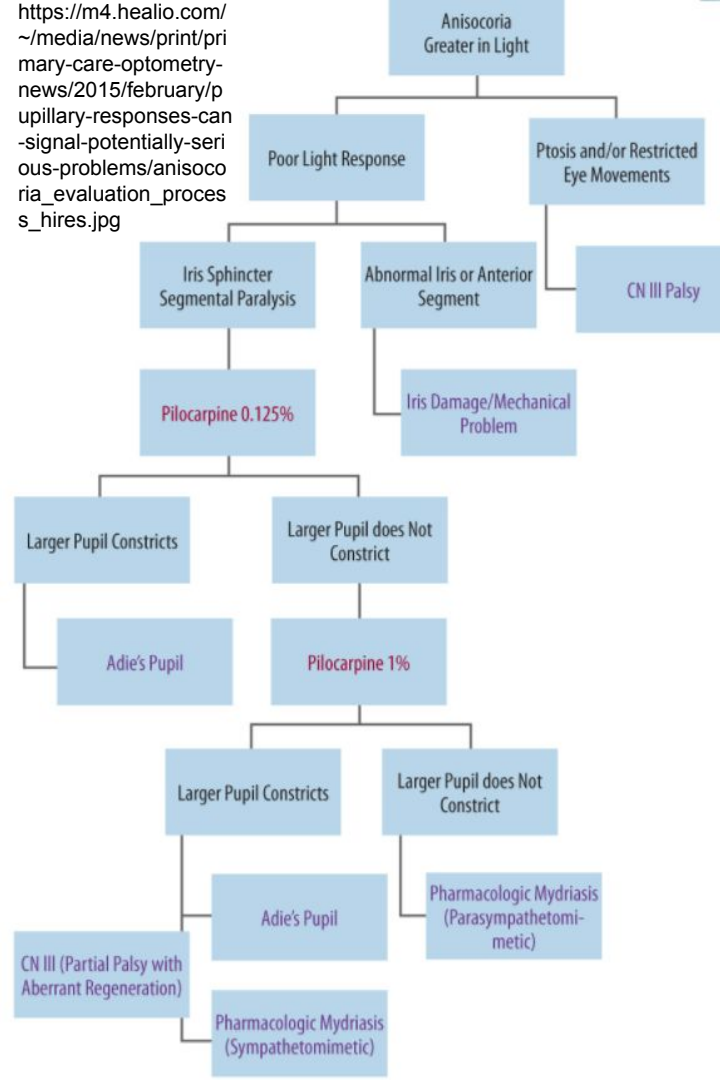 https://m4.healio.com/
~/media/news/print/pri
mary-care-optometry-
news/2015/february/p
upillary-responses-can
-signal-potentially-seri
ous-problems/anisoco
ria_evaluation_proces
s_hires.jpg
Anisocoria
Greater in Light
Poor Light Response
Ptosis and/or Restricted
Eye Movements
Iris Sphincter
Segmental Paralysis
Abnormal Iris or Anterior
Segment
CN III Palsy
Pilocarpine 0.125%
Iris Damage/Mechanical
Problem
Larger Pupil Constricts
Larger Pupil does Not
Constrict
Adie's Pupil
Pilocarpine 1%
Larger Pupil Constricts
Larger Pupil does Not
Constrict
Adie's Pupil
Pharmacologic Mydriasis
(Parasympathetomi-
metic)
CN III (Partial Palsy with
Aberrant Regeneration)
Pharmacologic Mydriasis
(Sympathetomimetic)